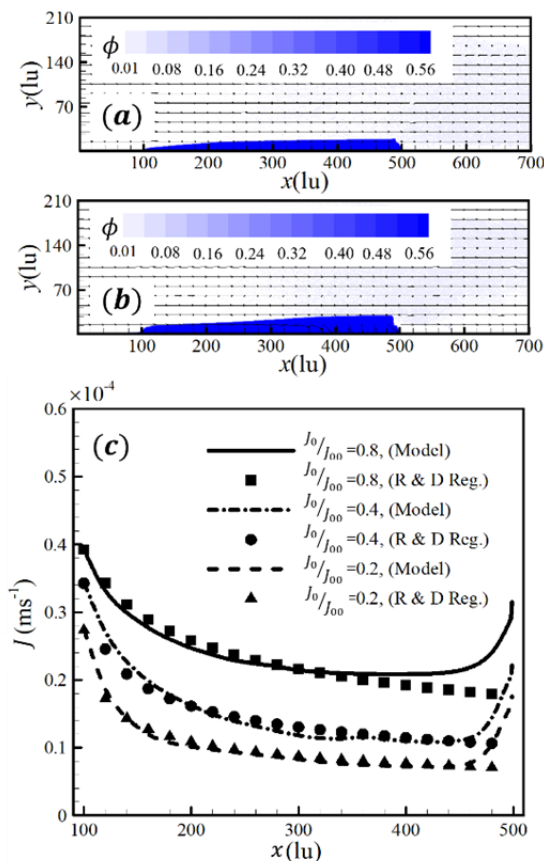 210
140
70
y(lu)
ϕ
0.01 0.08 0.16 0.24 0.32 0.40 0.48 0.56
(a)
100 200 300 400 500 600 700
x(lu)
210
140
70
y(lu)
ϕ
0.01 0.08 0.16 0.24 0.32 0.40 0.48 0.56
(b)
100 200 300 400 500 600 700
x(lu)
×10⁻⁴
0.6
0.5
0.4
0.3
0.2
0.1
0
J (ms⁻¹)
(c)
J₀/J₀₀ =0.8, (Model)
J₀/J₀₀ =0.8, (R & D Reg.)
J₀/J₀₀ =0.4, (Model)
J₀/J₀₀ =0.4, (R & D Reg.)
J₀/J₀₀ =0.2, (Model)
J₀/J₀₀ =0.2, (R & D Reg.)
100 200 300 400 500
x(lu)